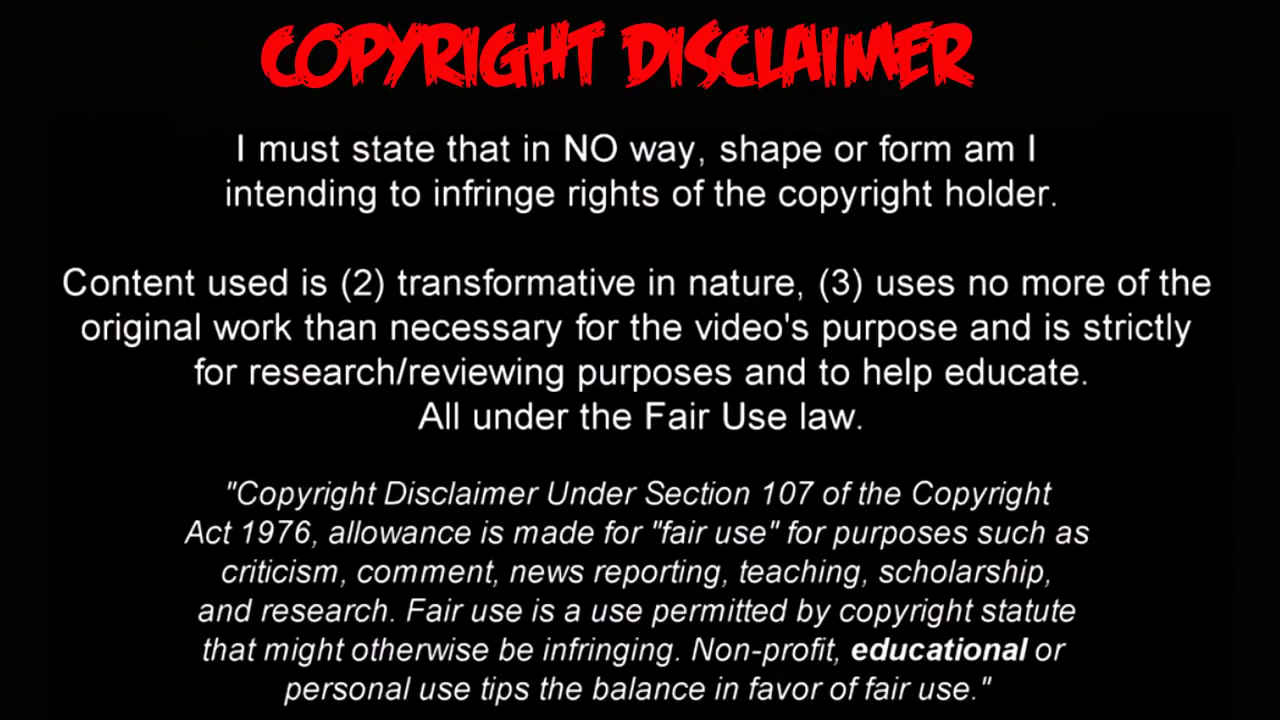 COPYRIGHT DISCLAIMER
I must state that in NO way, shape or form am I
intending to infringe rights of the copyright holder.
Content used is (2) transformative in nature, (3) uses no more of the
original work than necessary for the video's purpose and is strictly
for research/reviewing purposes and to help educate.
All under the Fair Use law.
"Copyright Disclaimer Under Section 107 of the Copyright
Act 1976, allowance is made for "fair use" for purposes such as
criticism, comment, news reporting, teaching, scholarship,
and research. Fair use is a use permitted by copyright statute
that might otherwise be infringing. Non-profit, educational or
personal use tips the balance in favor of fair use."